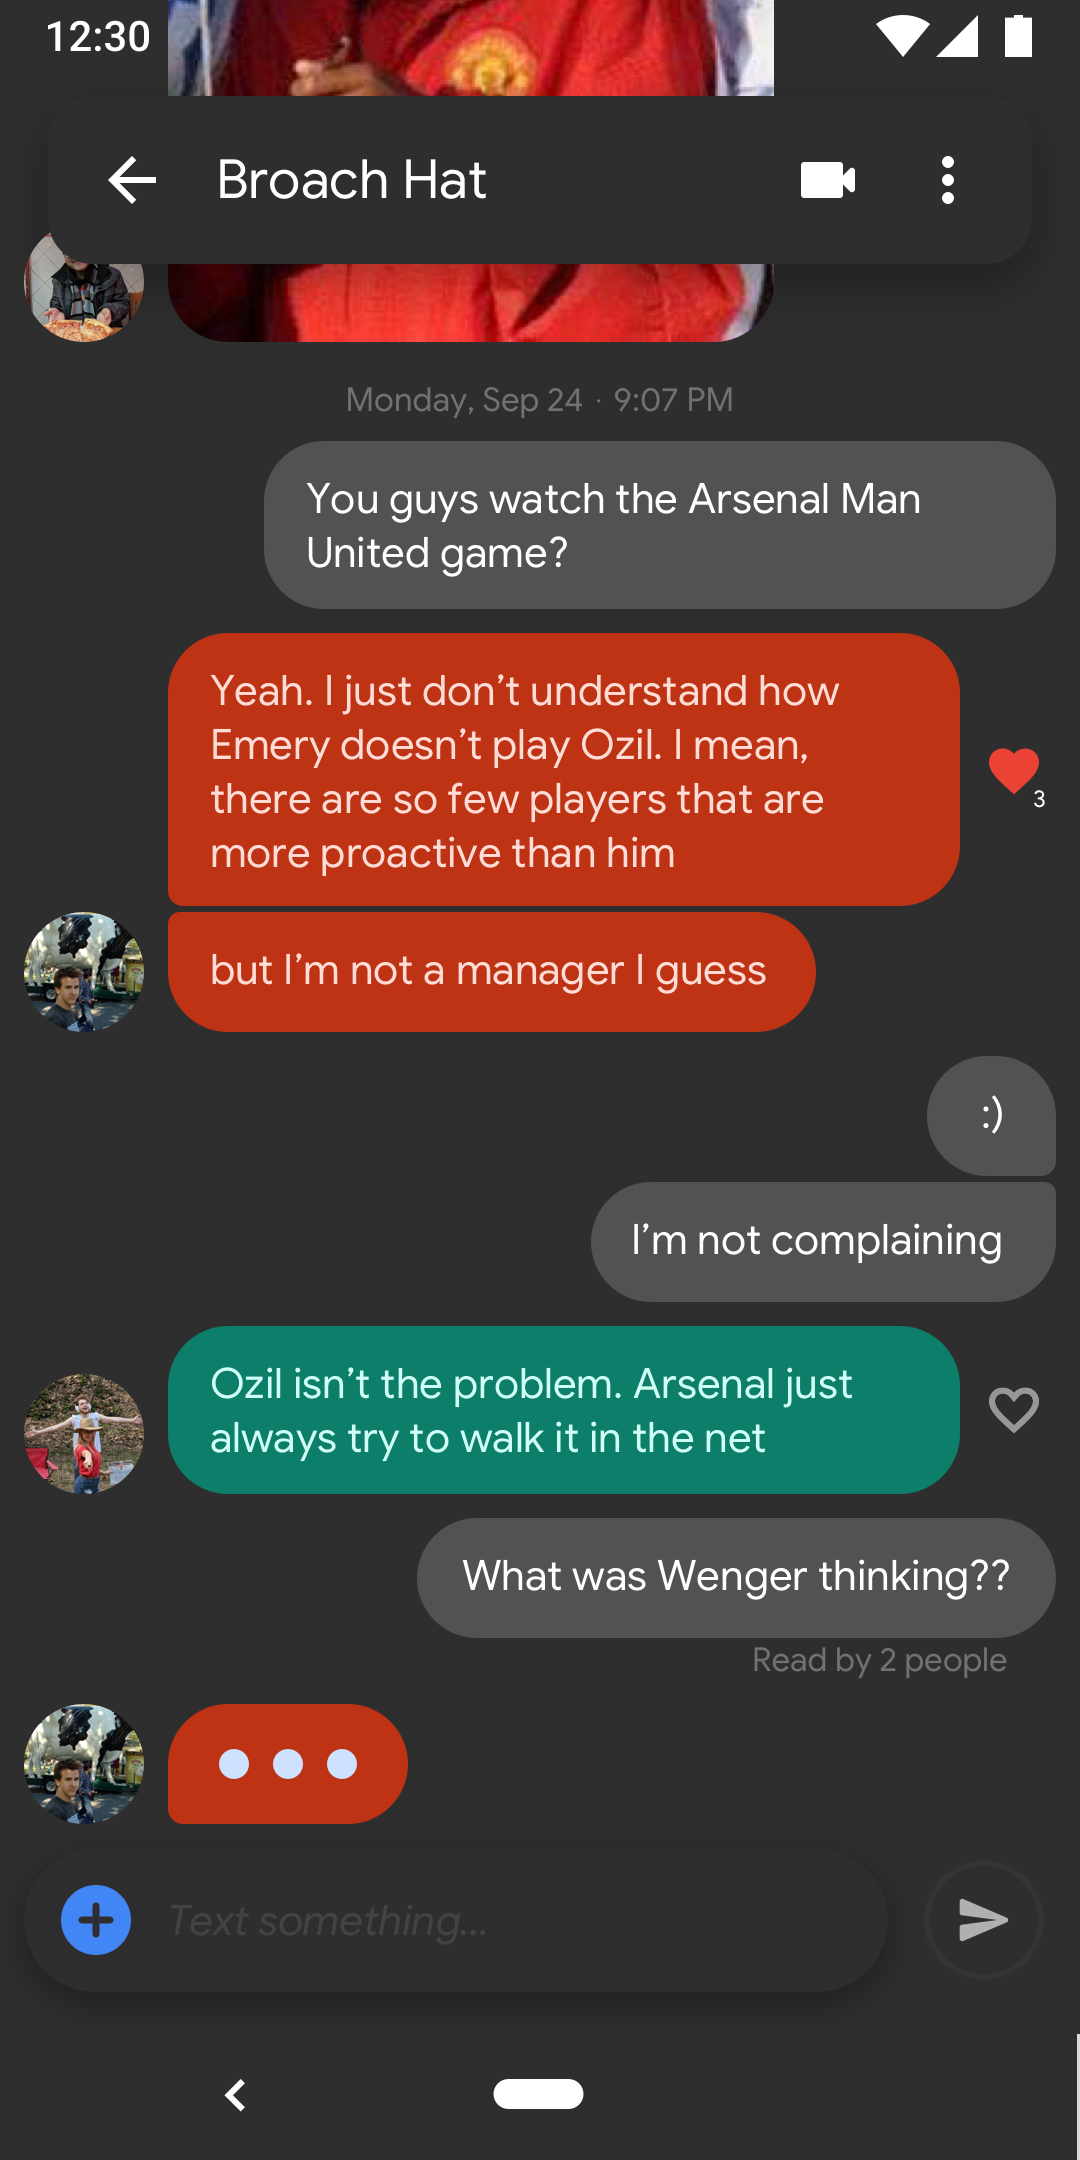 12:30
Broach Hat
Monday, Sep 24 · 9:07 PM
You guys watch the Arsenal Man
United game?
Yeah. I just don’t understand how
Emery doesn’t play Ozil. I mean,
there are so few players that are
more proactive than him
3
but I’m not a manager I guess
:)
I’m not complaining
Ozil isn’t the problem. Arsenal just
always try to walk it in the net
What was Wenger thinking??
Read by 2 people
Text something...